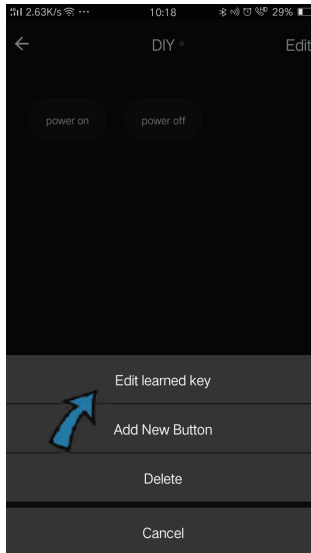 2.63K/s ... 10:18 29%
DIY Edit
power on power off
Edit learned key
Add New Button
Delete
Cancel